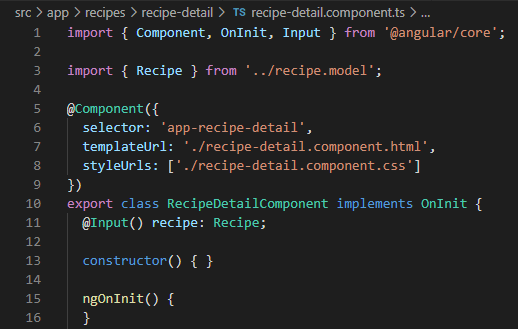 src > app > recipes > recipe-detail > TS recipe-detail.component.ts > ...
1 import { Component, OnInit, Input } from '@angular/core';
2
3 import { Recipe } from '../recipe.model';
4
5 @Component({
6   selector: 'app-recipe-detail',
7   templateUrl: './recipe-detail.component.html',
8   styleUrls: ['./recipe-detail.component.css']
9 })
10 export class RecipeDetailComponent implements OnInit {
11   @Input() recipe: Recipe;
12
13   constructor() { }
14
15   ngOnInit() {
16   }